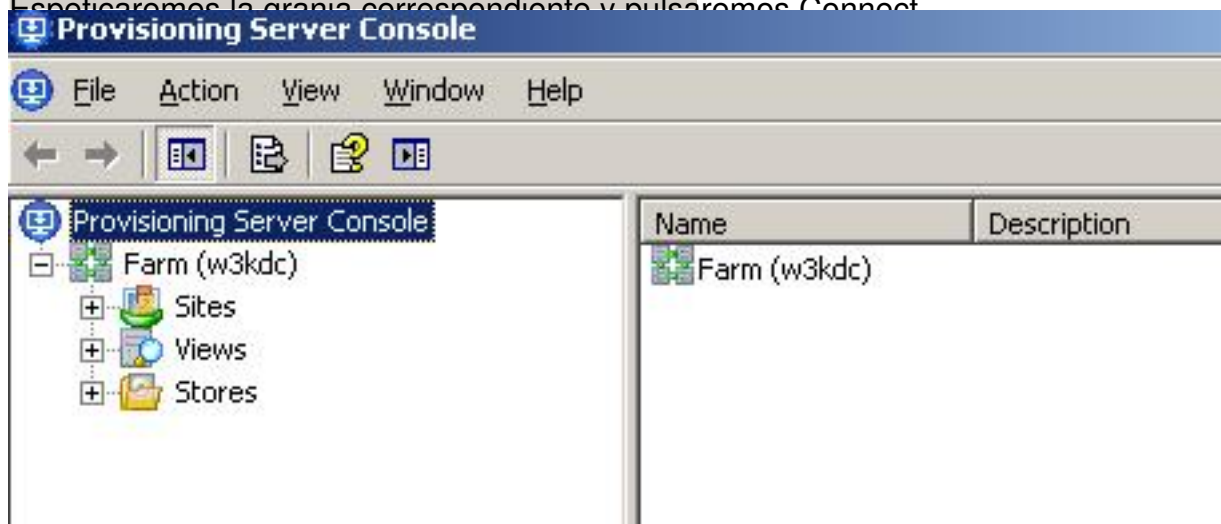 Espeficaremos la granja correspondiente y pulsaremos Connect
Provisioning Server Console
File Action View Window Help
Provisioning Server Console
Farm (w3kdc)
Sites
Views
Stores
Name Description
Farm (w3kdc)